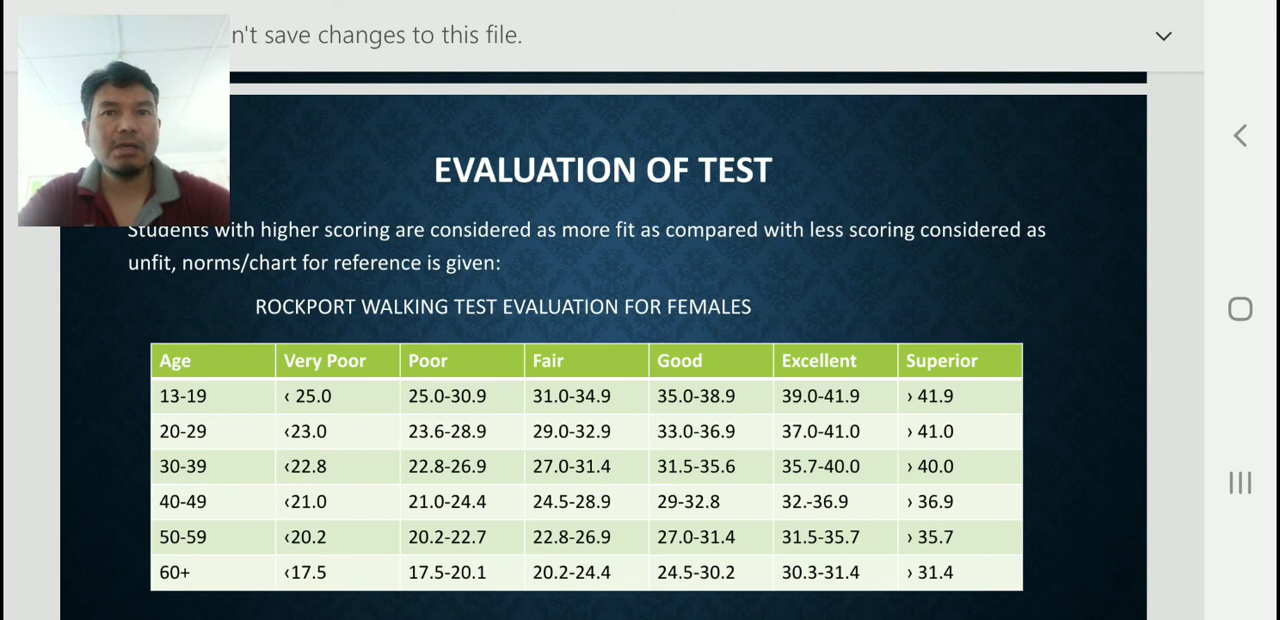 n't save changes to this file.
EVALUATION OF TEST
Students with higher scoring are considered as more fit as compared with less scoring considered as
unfit, norms/chart for reference is given:
ROCKPORT WALKING TEST EVALUATION FOR FEMALES
Age Very Poor Poor Fair Good Excellent Superior
13-19 ‹ 25.0 25.0-30.9 31.0-34.9 35.0-38.9 39.0-41.9 › 41.9
20-29 ‹23.0 23.6-28.9 29.0-32.9 33.0-36.9 37.0-41.0 › 41.0
30-39 ‹22.8 22.8-26.9 27.0-31.4 31.5-35.6 35.7-40.0 › 40.0
40-49 ‹21.0 21.0-24.4 24.5-28.9 29-32.8 32.-36.9 › 36.9
50-59 ‹20.2 20.2-22.7 22.8-26.9 27.0-31.4 31.5-35.7 › 35.7
60+ ‹17.5 17.5-20.1 20.2-24.4 24.5-30.2 30.3-31.4 › 31.4